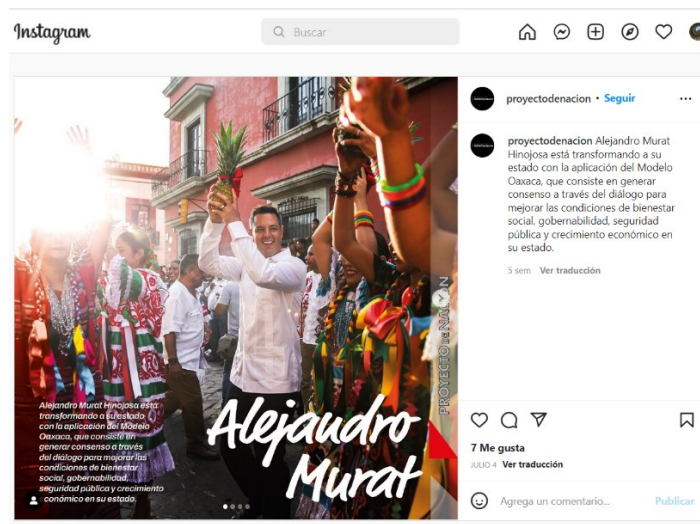 Instagram
Buscar
proyectodenacion • Seguir
proyectodenacion Alejandro Murat
Hinojosa está transformando a su
estado con la aplicación del Modelo
Oaxaca, que consiste en generar
consenso a través del diálogo para
mejorar las condiciones de bienestar
social, gobernabilidad, seguridad
pública y crecimiento económico en
su estado.
5 sem Ver traducción
PROYECTO DE NACIÓN
Alejandro Murat Hinojosa está
transformando a su estado
con la aplicación del Modelo
Oaxaca, que consiste en
generar consenso a través
del diálogo para mejorar las
condiciones de bienestar
social, gobernabilidad,
seguridad pública y crecimiento
conómico en su estado.
Alejandro
Murat
7 Me gusta
JULIO 4 Ver traducción
Agrega un comentario...
Publicar